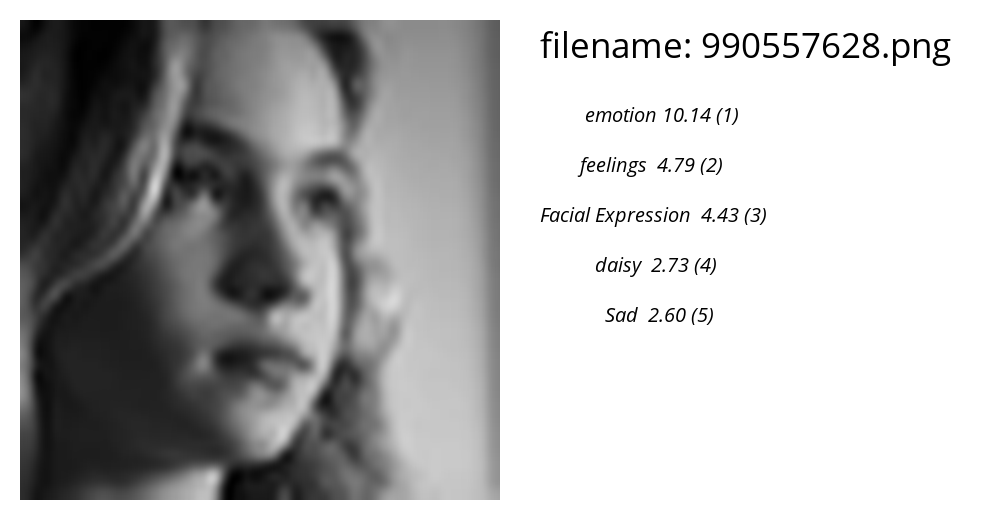 filename: 990557628.png
emotion 10.14 (1)
feelings 4.79 (2)
Facial Expression 4.43 (3)
daisy 2.73 (4)
Sad 2.60 (5)